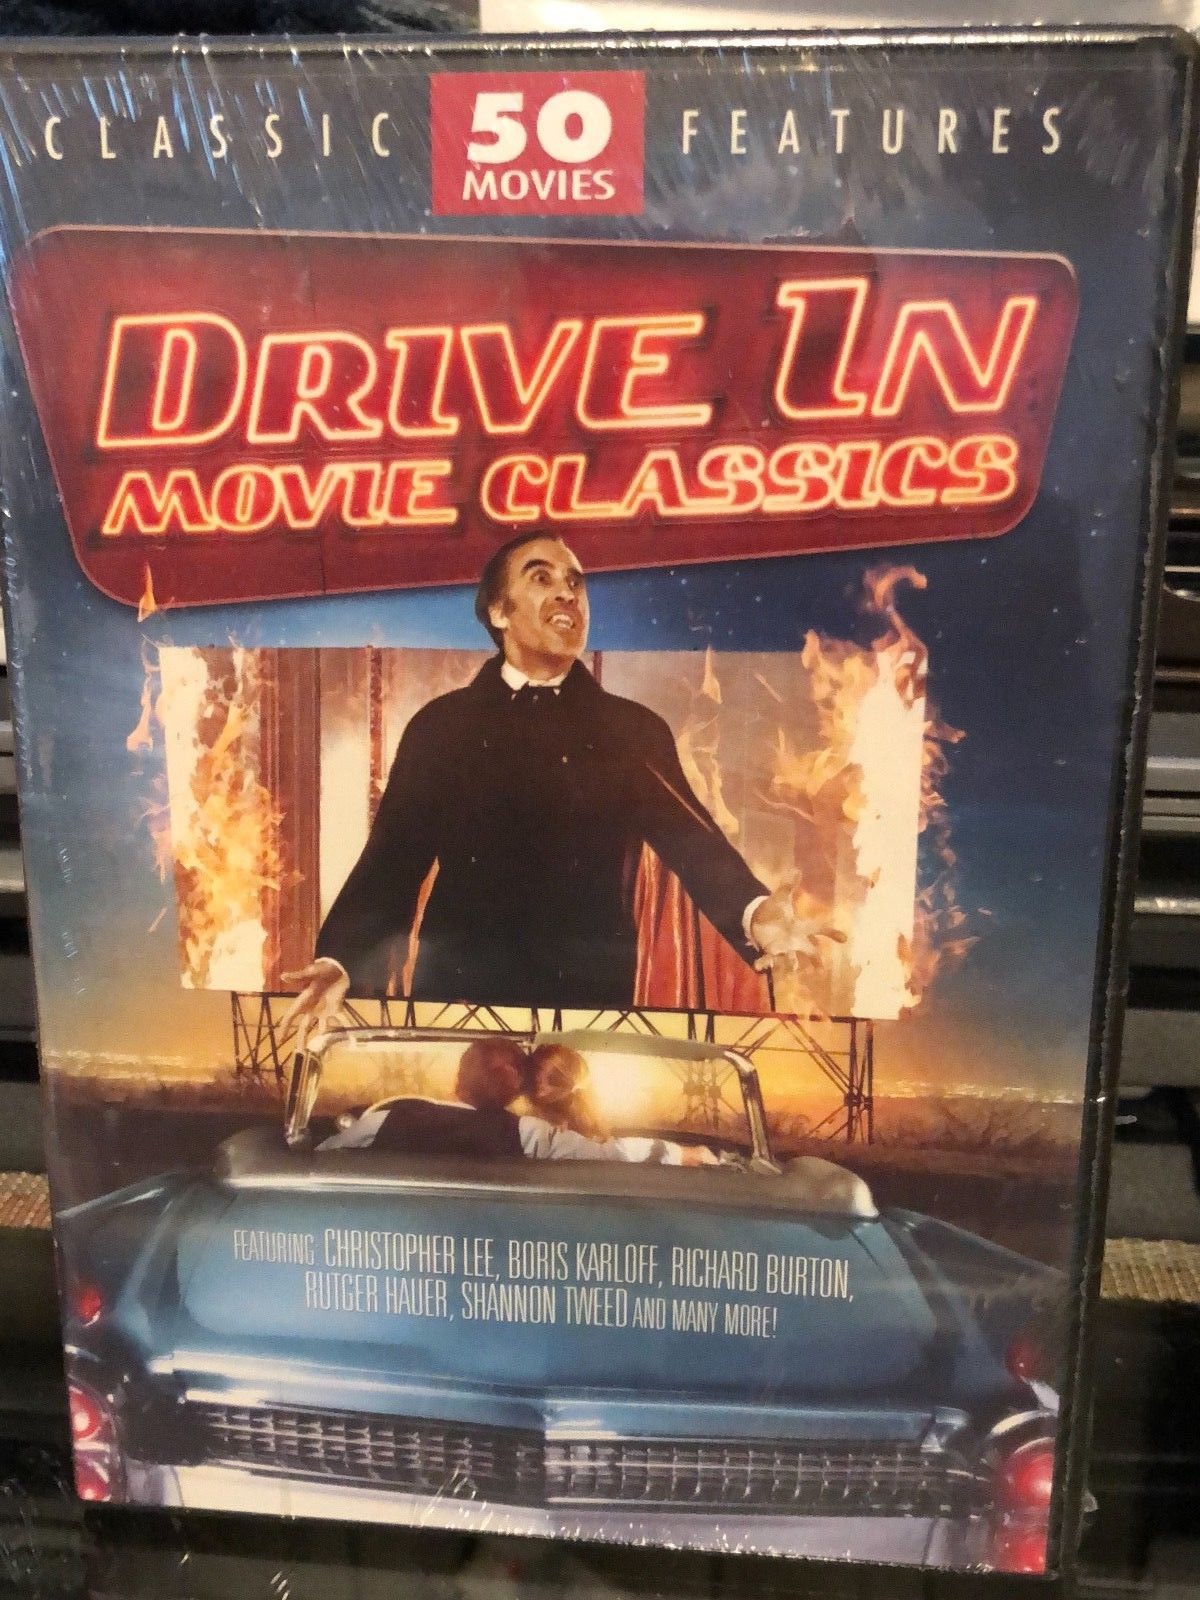 CLASSIC 50 MOVIES FEATURES
DRIVE IN
MOVIE CLASSICS
FEATURING CHRISTOPHER LEE, BORIS KARLOFF, RICHARD BURTON,
RUTGER HAUER, SHANNON TWEED AND MANY MORE!